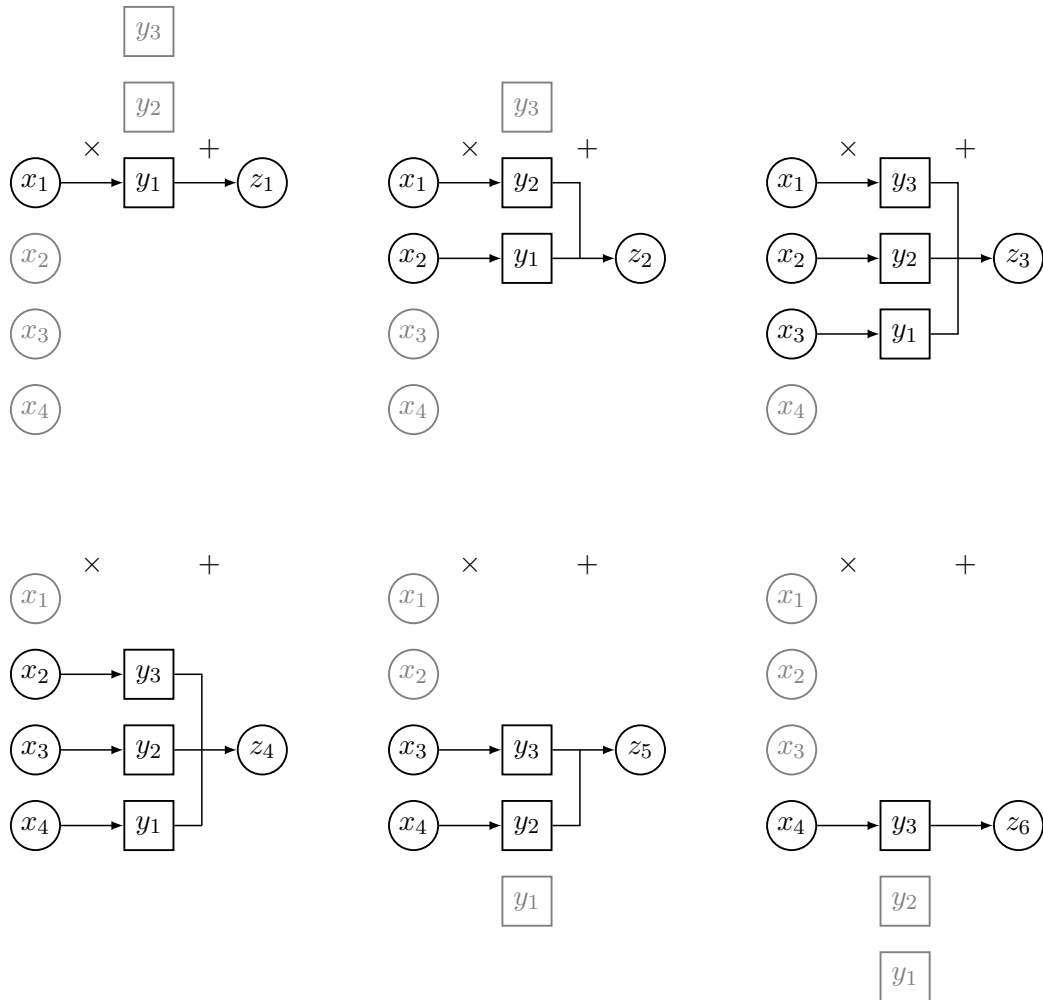 y₃
y₂ y₃
× + × + × +
x₁ y₁ z₁ x₁ y₂ x₁ y₃
x₂ x₂ y₁ z₂ x₂ y₂ z₃
x₃ x₃ x₃ y₁
x₄ x₄ x₄
× + × + × +
x₁ x₁ x₁
x₂ y₃ x₂ x₂
x₃ y₂ z₄ x₃ y₃ z₅ x₃
x₄ y₁ x₄ y₂ x₄ y₃ z₆
y₁ y₂
y₁